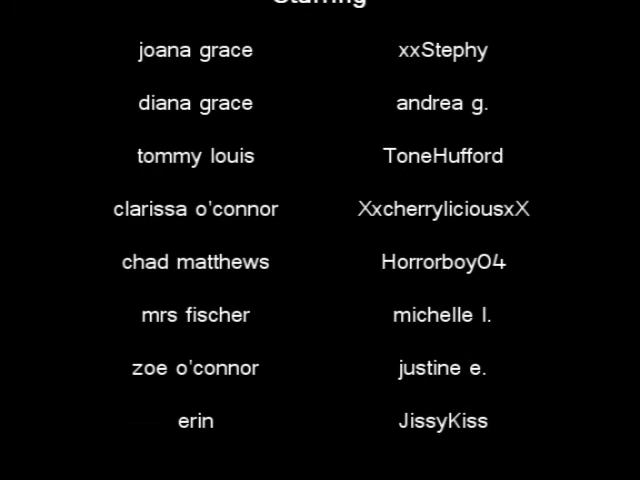 Starring
joana grace xxStephy
diana grace andrea g.
tommy louis ToneHufford
clarissa o'connor XxcherryliciousxX
chad matthews Horrorboy04
mrs fischer michelle l.
zoe o'connor justine e.
erin JissyKiss